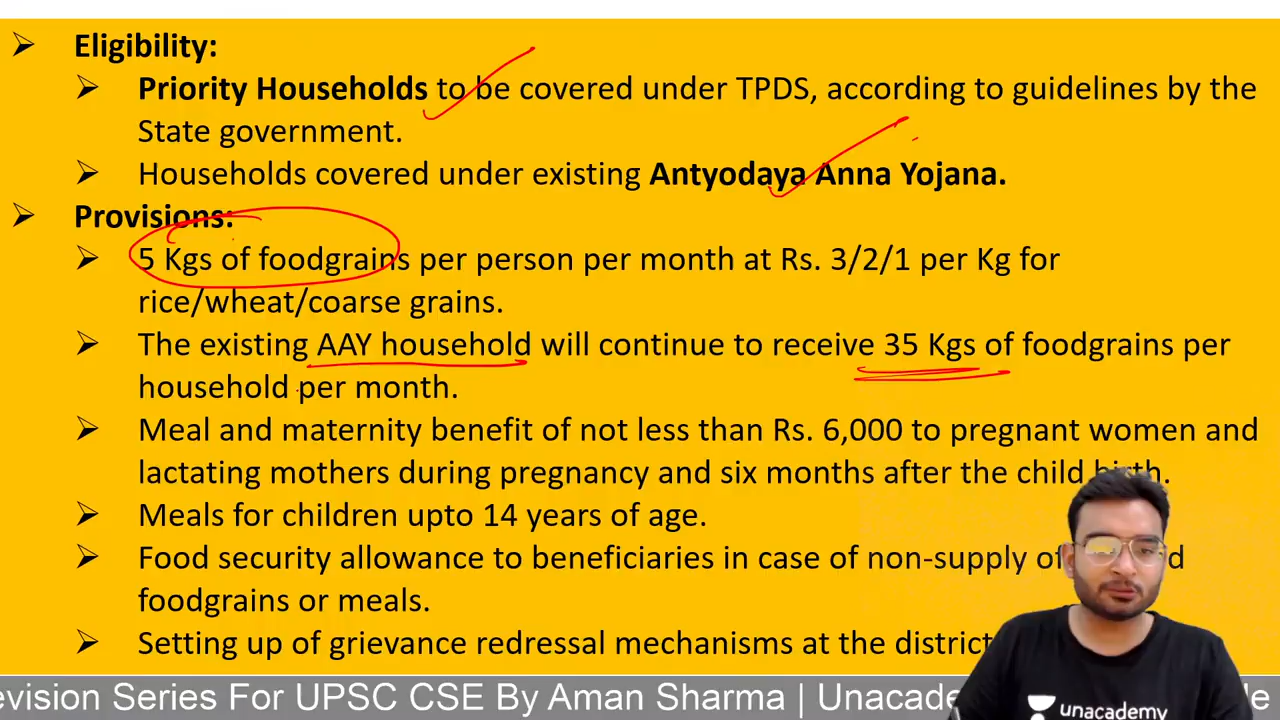 Eligibility:
Priority Households to be covered under TPDS, according to guidelines by the
State government.
Households covered under existing Antyodaya Anna Yojana.
Provisions:
5 Kgs of foodgrains per person per month at Rs. 3/2/1 per Kg for
rice/wheat/coarse grains.
The existing AAY household will continue to receive 35 Kgs of foodgrains per
household per month.
Meal and maternity benefit of not less than Rs. 6,000 to pregnant women and
lactating mothers during pregnancy and six months after the child birth.
Meals for children upto 14 years of age.
Food security allowance to beneficiaries in case of non-supply of
foodgrains or meals.
Setting up of grievance redressal mechanisms at the district
Series For UPSC CSE By Aman Sharma |
unacademy